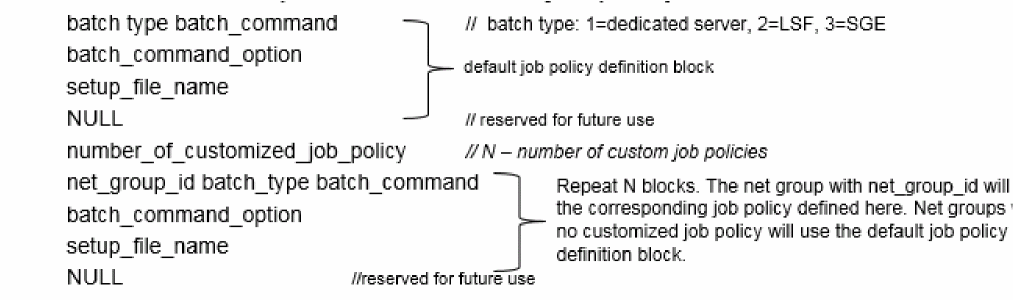 batch type batch_command // batch type: 1=dedicated server, 2=LSF, 3=SGE
batch_command_option
default job policy definition block
setup_file_name
NULL // reserved for future use
number_of_customized_job_policy // N – number of custom job policies
net_group_id batch_type batch_command
Repeat N blocks. The net group with net_group_id will
batch_command_option
the corresponding job policy defined here. Net groups
setup_file_name
no customized job policy will use the default job policy
definition block.
NULL //reserved for future use